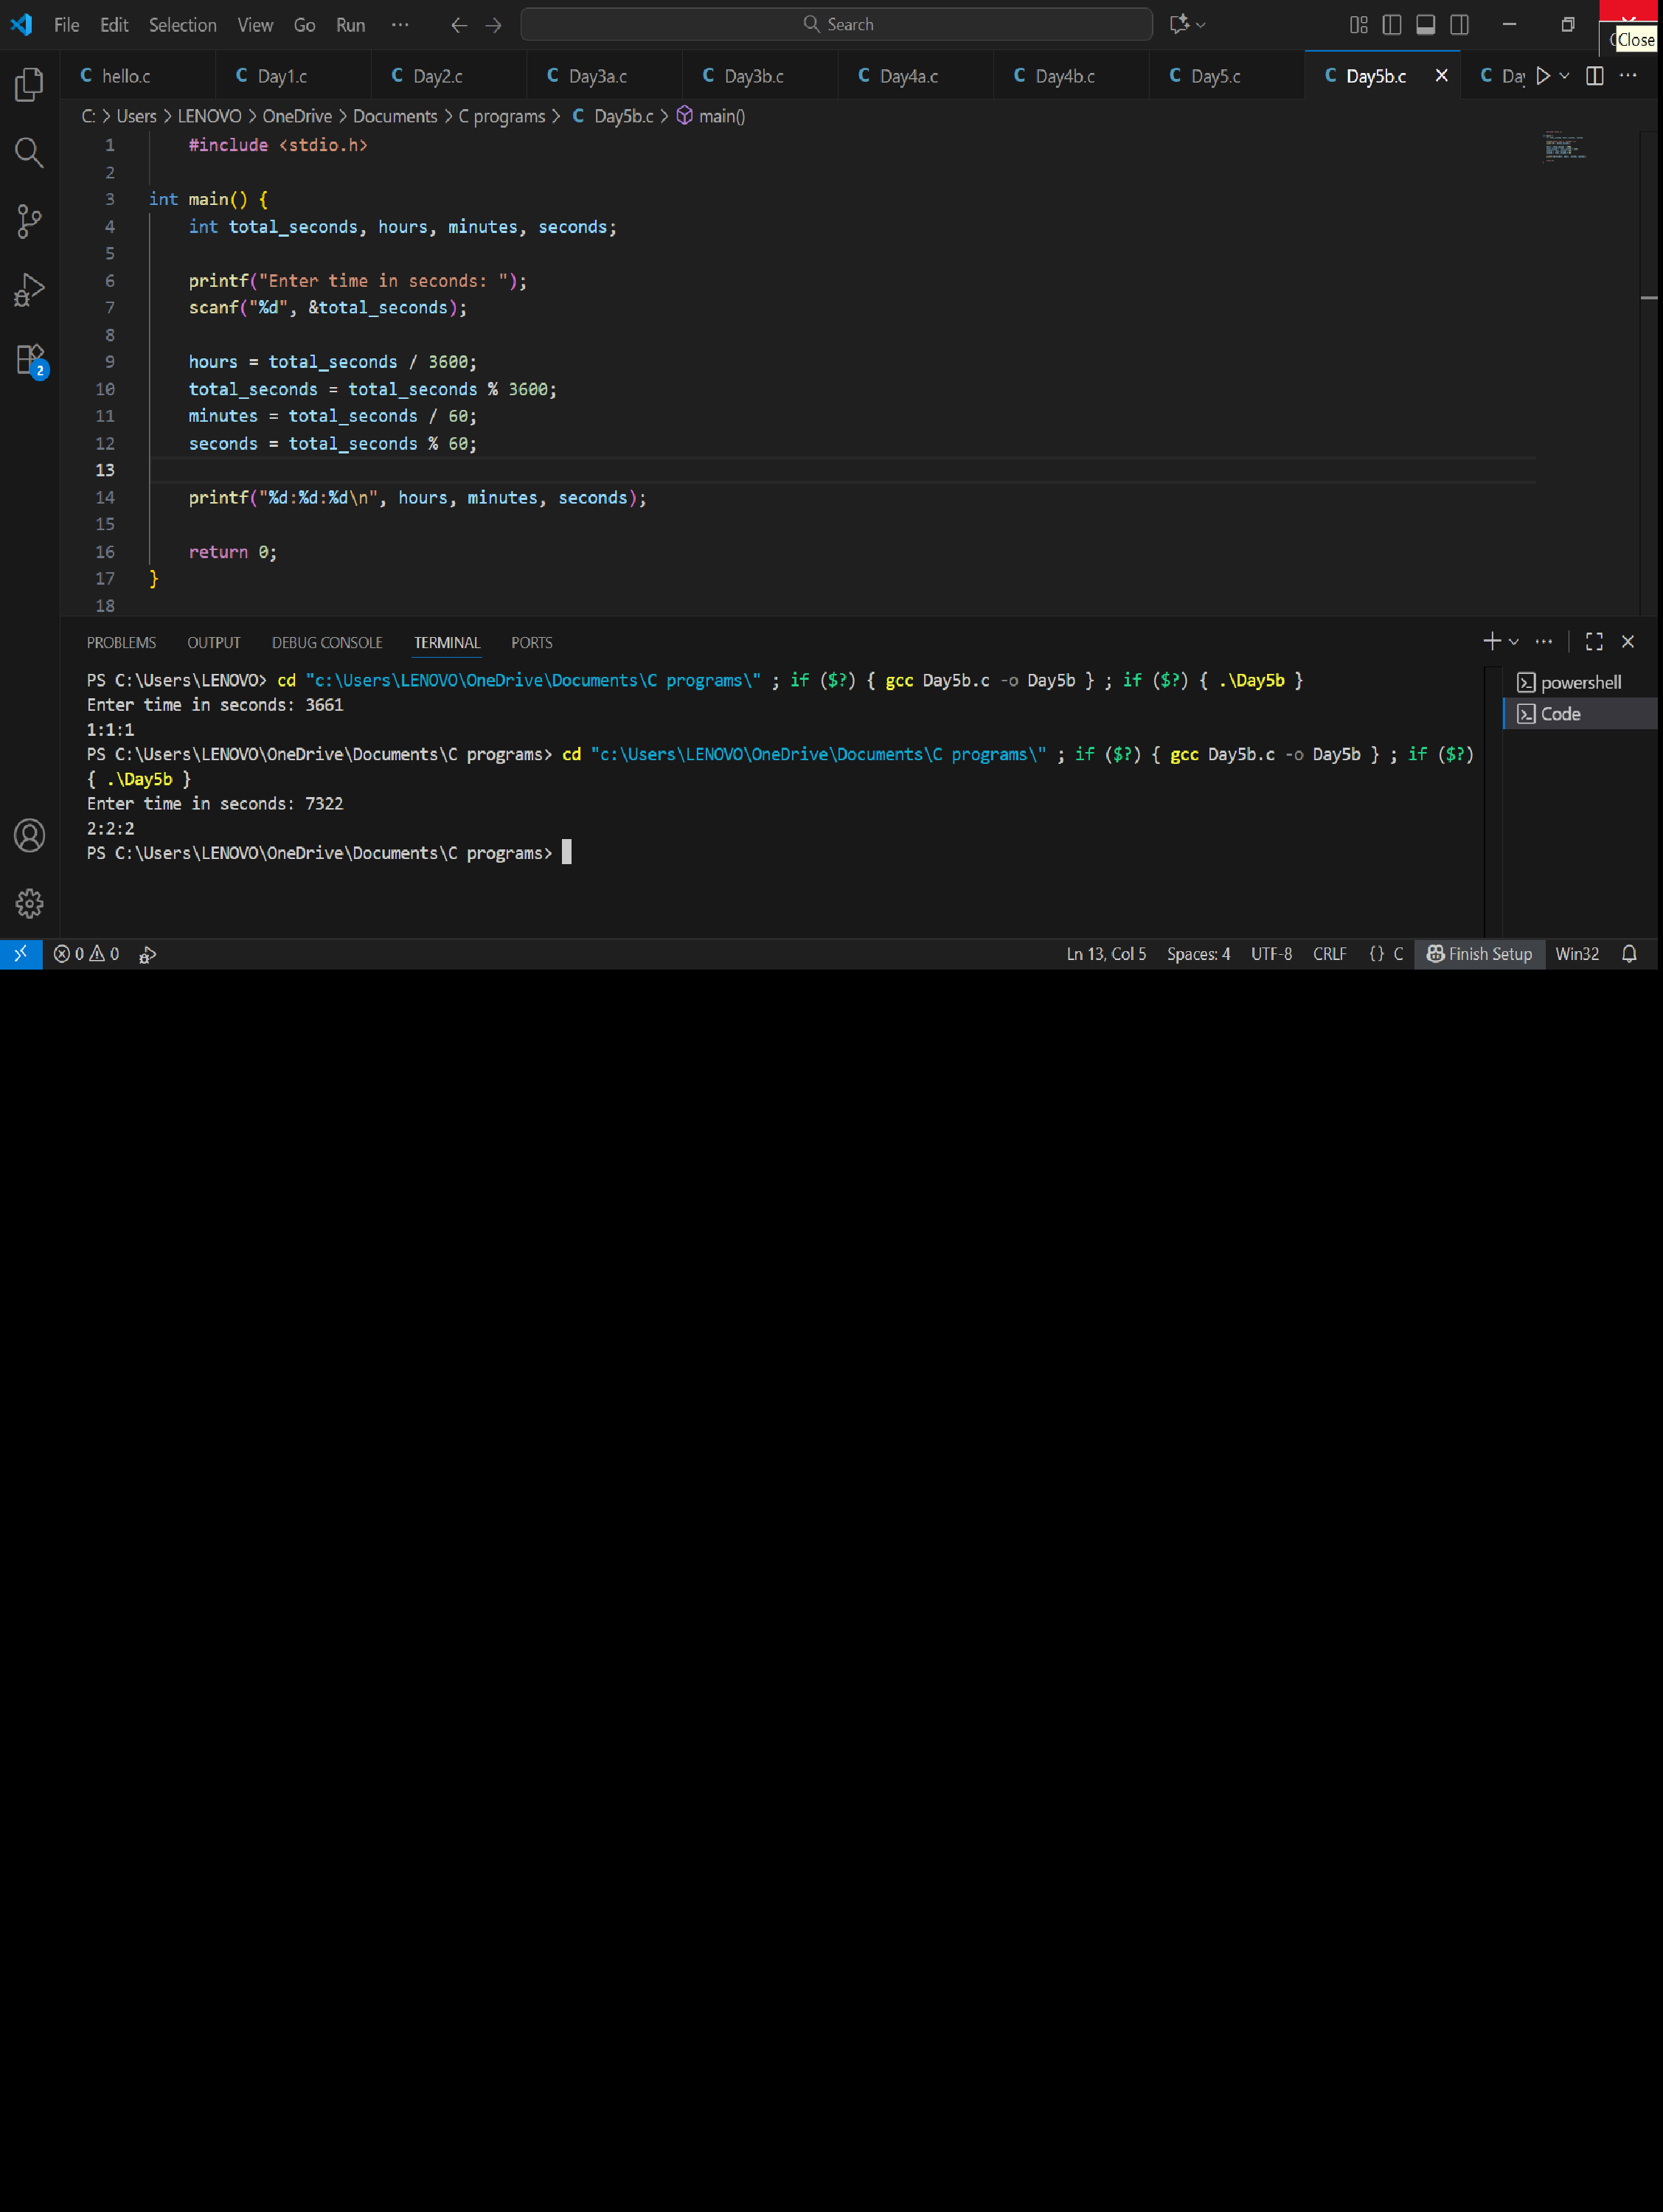 File Edit Selection View Go Run ··· Search
Close
hello.c Day1.c Day2.c Day3a.c Day3b.c Day4a.c Day4b.c Day5.c Day5b.c
C: > Users > LENOVO > OneDrive > Documents > C programs > C Day5b.c > main()
1 #include <stdio.h>
2
3 int main() {
4 int total_seconds, hours, minutes, seconds;
5
6 printf("Enter time in seconds: ");
7 scanf("%d", &total_seconds);
8
9 hours = total_seconds / 3600;
10 total_seconds = total_seconds % 3600;
11 minutes = total_seconds / 60;
12 seconds = total_seconds % 60;
13
14 printf("%d:%d:%d\n", hours, minutes, seconds);
15
16 return 0;
17 }
18
PROBLEMS OUTPUT DEBUG CONSOLE TERMINAL PORTS
PS C:\Users\LENOVO> cd "c:\Users\LENOVO\OneDrive\Documents\C programs\" ; if ($?) { gcc Day5b.c -o Day5b } ; if ($?) { .\Day5b }
Enter time in seconds: 3661
1:1:1
PS C:\Users\LENOVO\OneDrive\Documents\C programs> cd "c:\Users\LENOVO\OneDrive\Documents\C programs\" ; if ($?) { gcc Day5b.c -o Day5b } ; if ($?)
{ .\Day5b }
Enter time in seconds: 7322
2:2:2
PS C:\Users\LENOVO\OneDrive\Documents\C programs>
powershell
Code
2
0 0 Ln 13, Col 5 Spaces: 4 UTF-8 CRLF {} C Finish Setup Win32